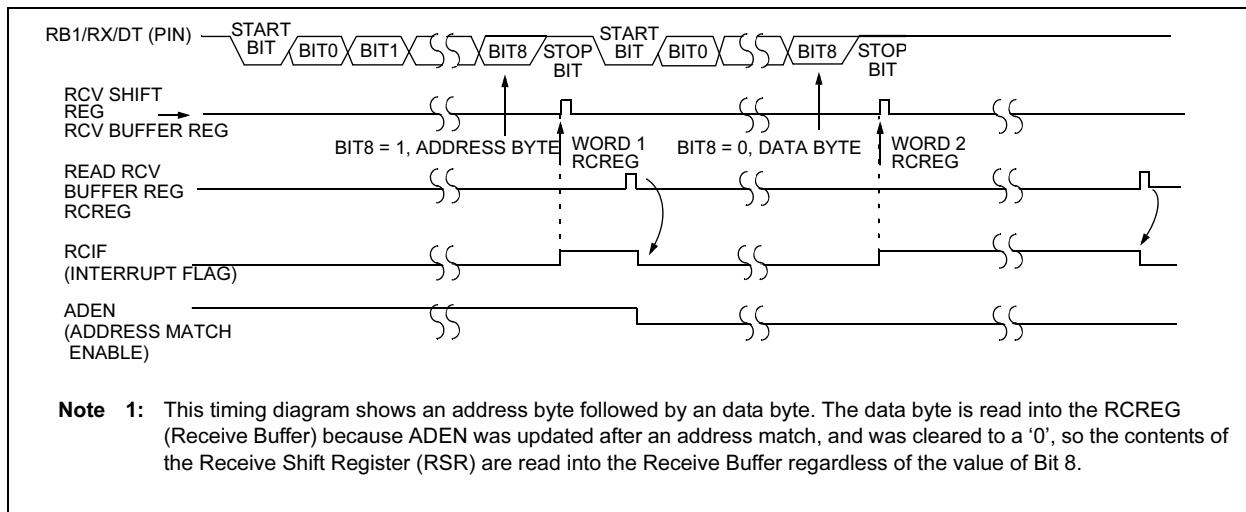 RB1/RX/DT (PIN)
START
BIT
BIT0
BIT1
BIT8
STOP
BIT
START
BIT
BIT0
BIT8
STOP
BIT
RCV SHIFT
REG
RCV BUFFER REG
BIT8 = 1, ADDRESS BYTE
WORD 1
RCREG
BIT8 = 0, DATA BYTE
WORD 2
RCREG
READ RCV
BUFFER REG
RCREG
RCIF
(INTERRUPT FLAG)
ADEN
(ADDRESS MATCH
ENABLE)
Note 1: This timing diagram shows an address byte followed by an data byte. The data byte is read into the RCREG
(Receive Buffer) because ADEN was updated after an address match, and was cleared to a ‘0’, so the contents of
the Receive Shift Register (RSR) are read into the Receive Buffer regardless of the value of Bit 8.